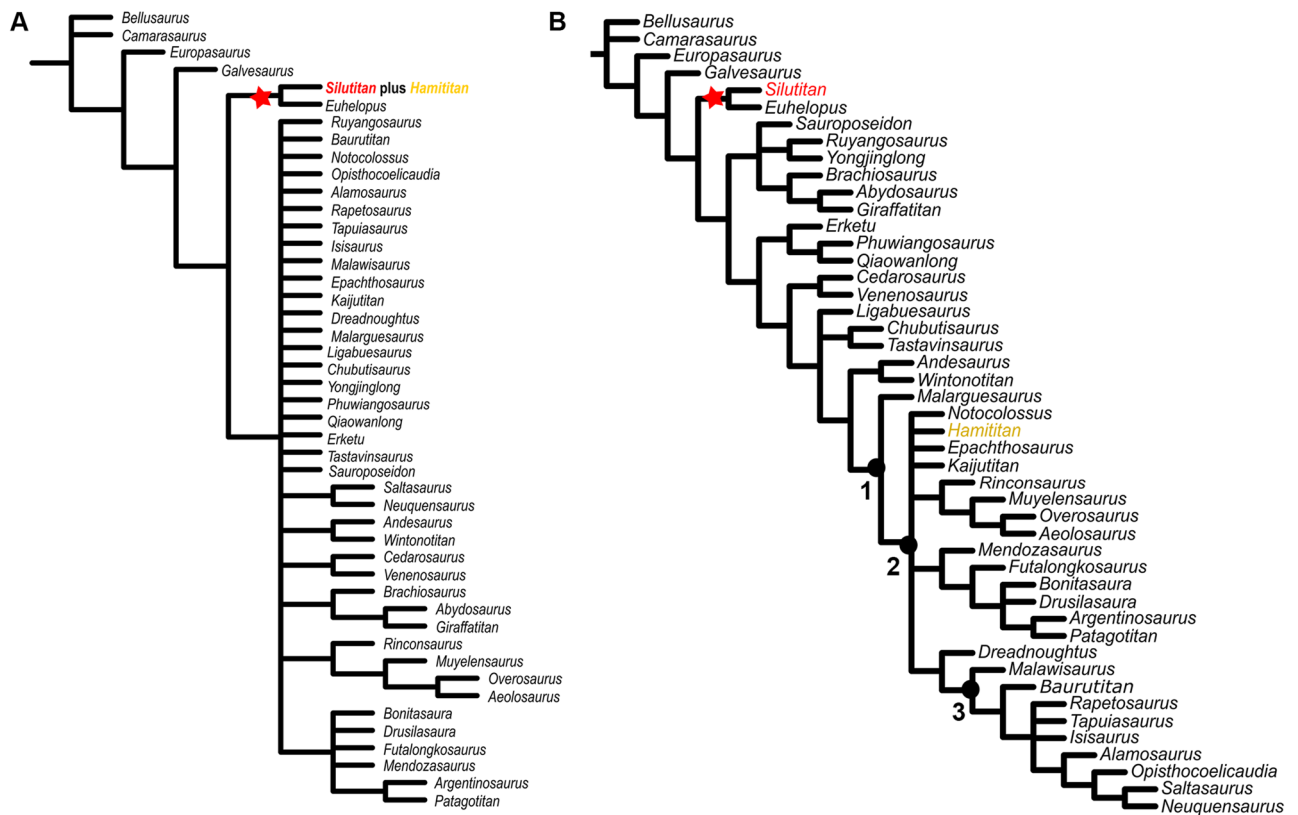 A
Bellusaurus
Camarasaurus
Europasaurus
Galvesaurus
Silutitan plus Hamititan
Euhelopus
Ruyangosaurus
Baurutitan
Notocolossus
Opisthocoelicaudia
Alamosaurus
Rapetosaurus
Tapuiasaurus
Isisaurus
Malawisaurus
Epachthosaurus
Kaijutitan
Dreadnoughtus
Malarguesaurus
Ligabuesaurus
Chubutisaurus
Yongjinglong
Phuwiangosaurus
Qiaowanlong
Erketu
Tastavinsaurus
Sauroposeidon
Saltasaurus
Neuquensaurus
Andesaurus
Wintonotitan
Cedarosaurus
Venenosaurus
Brachiosaurus
Abydosaurus
Giraffatitan
Rinconsaurus
Muyelensaurus
Overosaurus
Aeolosaurus
Bonitasaura
Drusilasaura
Futalongkosaurus
Mendozasaurus
Argentinosaurus
Patagotitan
B
Bellusaurus
Camarasaurus
Europasaurus
Galvesaurus
Silutitan
Euhelopus
Sauroposeidon
Ruyangosaurus
Yongjinglong
Brachiosaurus
Abydosaurus
Giraffatitan
Erketu
Phuwiangosaurus
Qiaowanlong
Cedarosaurus
Venenosaurus
Ligabuesaurus
Chubutisaurus
Tastavinsaurus
Andesaurus
Wintonotitan
Malarguesaurus
Notocolossus
Hamititan
Epachthosaurus
Kaijutitan
1
Rinconsaurus
Muyelensaurus
Overosaurus
Aeolosaurus
Mendozasaurus
2
Futalongkosaurus
Bonitasaura
Drusilasaura
Argentinosaurus
Patagotitan
Dreadnoughtus
Malawisaurus
Baurutitan
3
Rapetosaurus
Tapuiasaurus
Isisaurus
Alamosaurus
Opisthocoelicaudia
Saltasaurus
Neuquensaurus